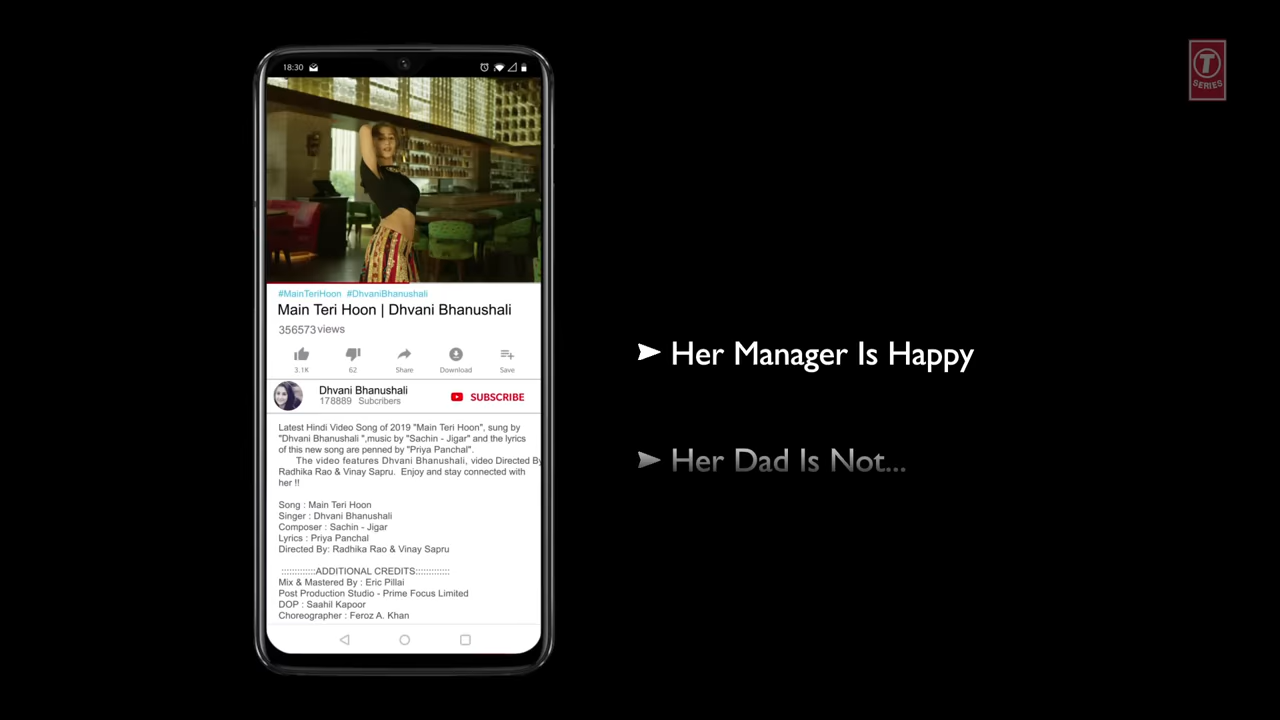 18:30
T
SERIES
#MainTeriHoon #DhvaniBhanushali
Main Teri Hoon | Dhvani Bhanushali
356573 views
3.1K 62 Share Download Save
Dhvani Bhanushali
178889 Subcribers
SUBSCRIBE
Latest Hindi Video Song of 2019 "Main Teri Hoon", sung by
"Dhvani Bhanushali ",music by "Sachin - Jigar" and the lyrics
of this new song are penned by "Priya Panchal".
The video features Dhvani Bhanushali, video Directed By
Radhika Rao & Vinay Sapru. Enjoy and stay connected with
her !!
Song : Main Teri Hoon
Singer : Dhvani Bhanushali
Composer : Sachin - Jigar
Lyrics : Priya Panchal
Directed By: Radhika Rao & Vinay Sapru
:::::::::::::ADDITIONAL CREDITS:::::::::::::
Mix & Mastered By : Eric Pillai
Post Production Studio - Prime Focus Limited
DOP : Saahil Kapoor
Choreographer : Feroz A. Khan
➤ Her Manager Is Happy
➤ Her Dad Is Not...